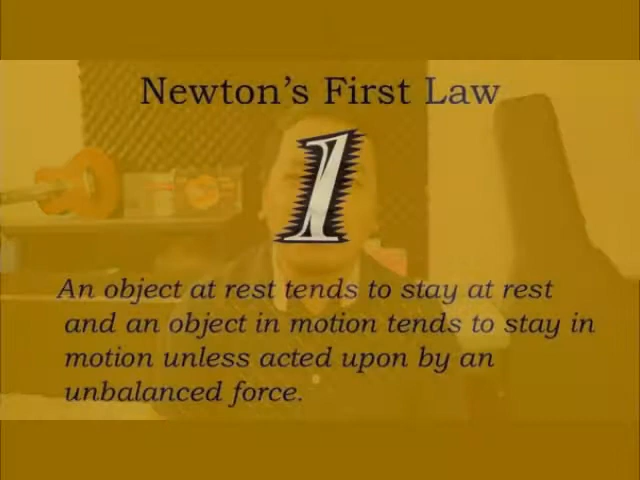 Newton's First Law
1
An object at rest tends to stay at rest
and an object in motion tends to stay in
motion unless acted upon by an
unbalanced force.